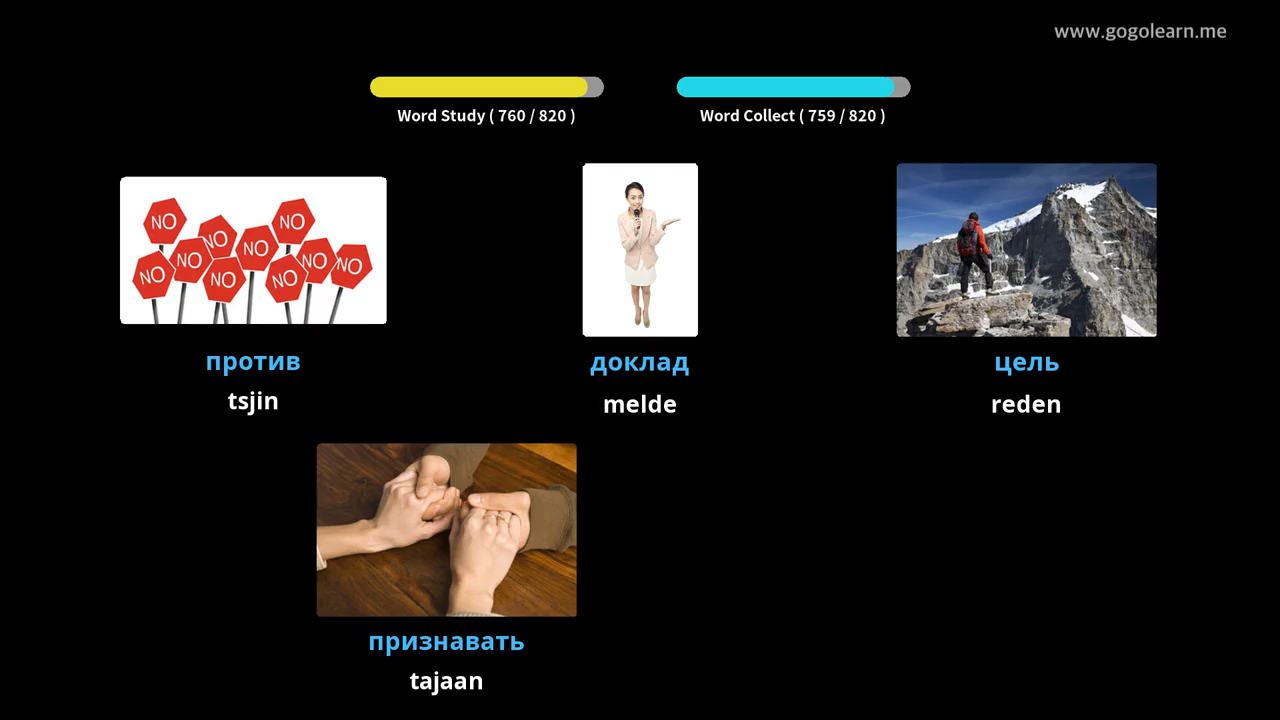 www.gogolearn.me
Word Study ( 760 / 820 )
Word Collect ( 759 / 820 )
NO
NO
NO
NO
NO
NO
NO
NO
NO
NO
против
tsjin
доклад
melde
цель
reden
признавать
tajaan